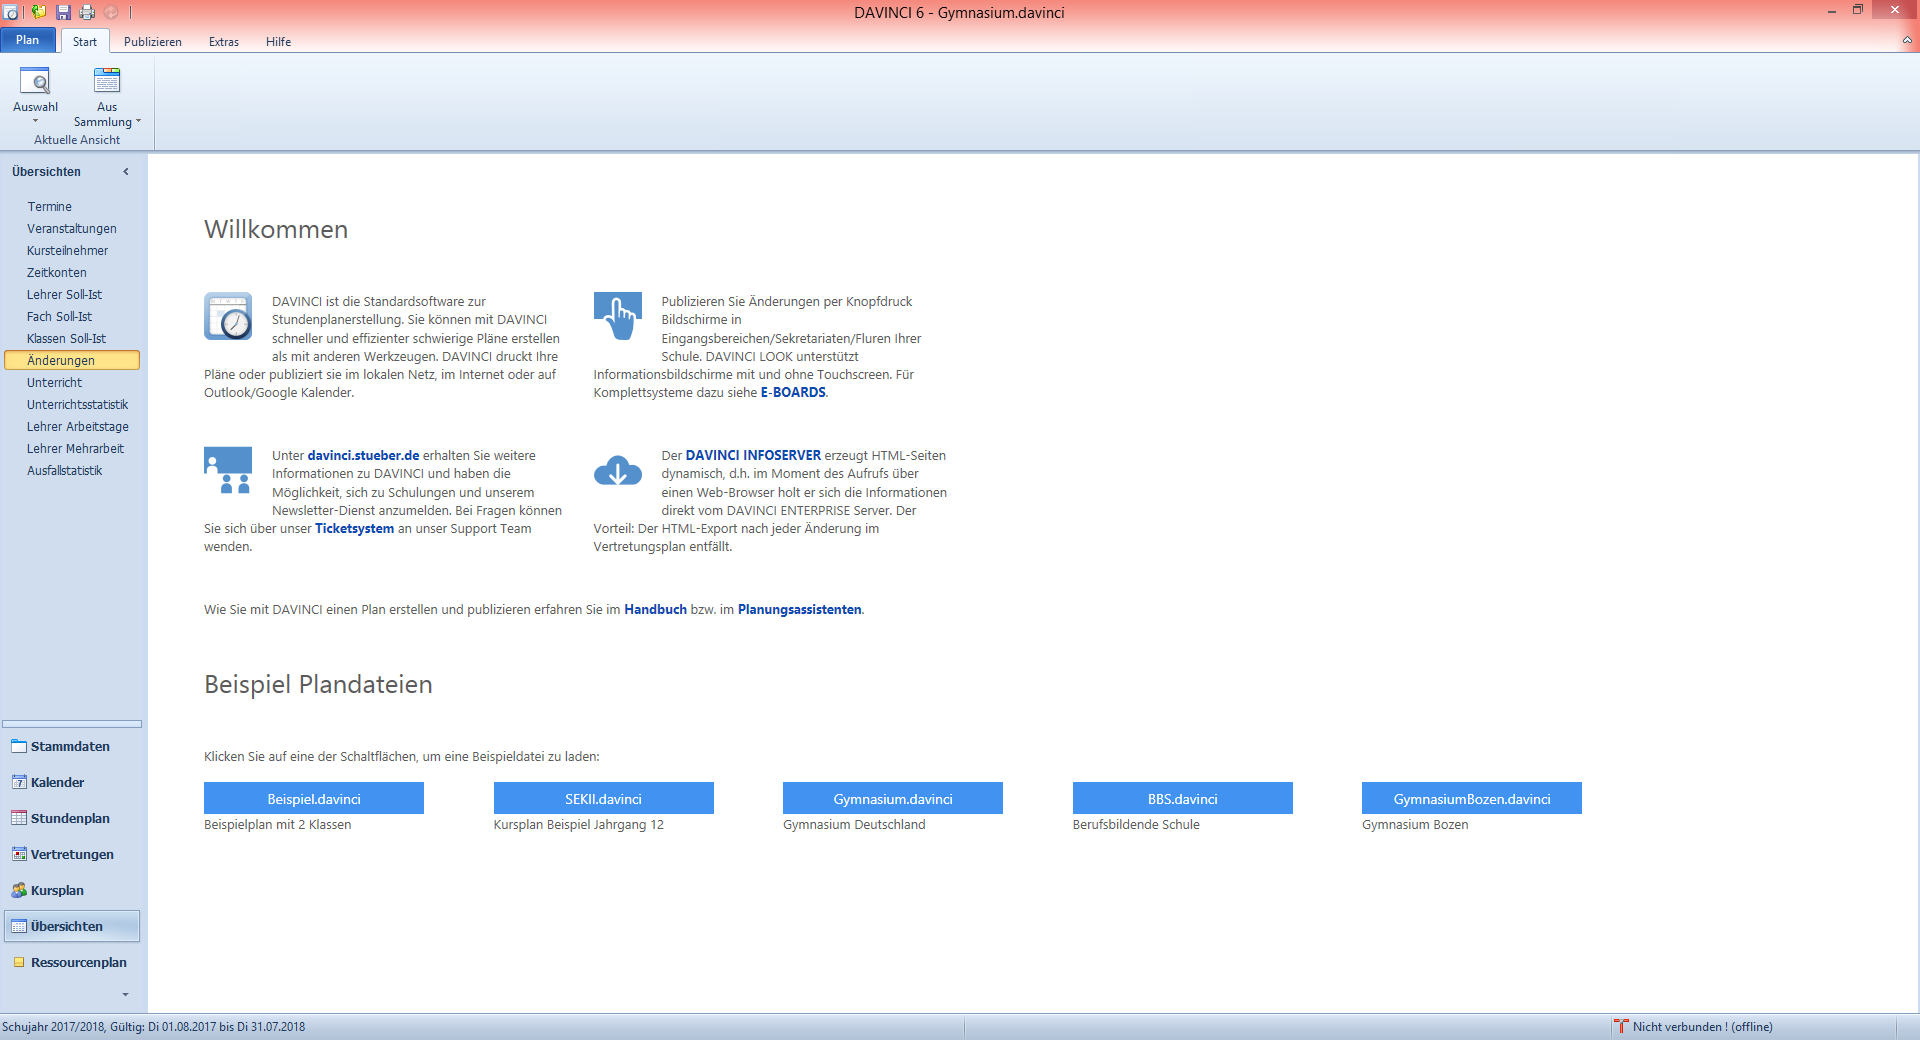 DAVINCI 6 - Gymnasium.davinci
Plan
Start
Publizieren
Extras
Hilfe
Auswahl
Aus
Sammlung
Aktuelle Ansicht
Übersichten
Termine
Veranstaltungen
Kursteilnehmer
Zeitkonten
Lehrer Soll-Ist
Fach Soll-Ist
Klassen Soll-Ist
Änderungen
Unterricht
Unterrichtsstatistik
Lehrer Arbeitstage
Lehrer Mehrarbeit
Ausfallstatistik
Stammdaten
Kalender
Stundenplan
Vertretungen
Kursplan
Übersichten
Ressourcenplan
Willkommen
DAVINCI ist die Standardsoftware zur
Stundenplanerstellung. Sie können mit DAVINCI
schneller und effizienter schwierige Pläne erstellen
als mit anderen Werkzeugen. DAVINCI druckt Ihre
Pläne oder publiziert sie im lokalen Netz, im Internet oder auf
Outlook/Google Kalender.
Publizieren Sie Änderungen per Knopfdruck
Bildschirme in
Eingangsbereichen/Sekretariaten/Fluren Ihrer
Schule. DAVINCI LOOK unterstützt
Informationsbildschirme mit und ohne Touchscreen. Für
Komplettsysteme dazu siehe E-BOARDS.
Unter davinci.stueber.de erhalten Sie weitere
Informationen zu DAVINCI und haben die
Möglichkeit, sich zu Schulungen und unserem
Newsletter-Dienst anzumelden. Bei Fragen können
Sie sich über unser Ticketsystem an unser Support Team
wenden.
Der DAVINCI INFOSERVER erzeugt HTML-Seiten
dynamisch, d.h. im Moment des Aufrufs über
einen Web-Browser holt er sich die Informationen
direkt vom DAVINCI ENTERPRISE Server. Der
Vorteil: Der HTML-Export nach jeder Änderung im
Vertretungsplan entfällt.
Wie Sie mit DAVINCI einen Plan erstellen und publizieren erfahren Sie im Handbuch bzw. im Planungsassistenten.
Beispiel Plandateien
Klicken Sie auf eine der Schaltflächen, um eine Beispieldatei zu laden:
Beispiel.davinci
Beispielplan mit 2 Klassen
SEKII.davinci
Kursplan Beispiel Jahrgang 12
Gymnasium.davinci
Gymnasium Deutschland
BBS.davinci
Berufsbildende Schule
GymnasiumBozen.davinci
Gymnasium Bozen
Schujahr 2017/2018, Gültig: Di 01.08.2017 bis Di 31.07.2018
Nicht verbunden ! (offline)